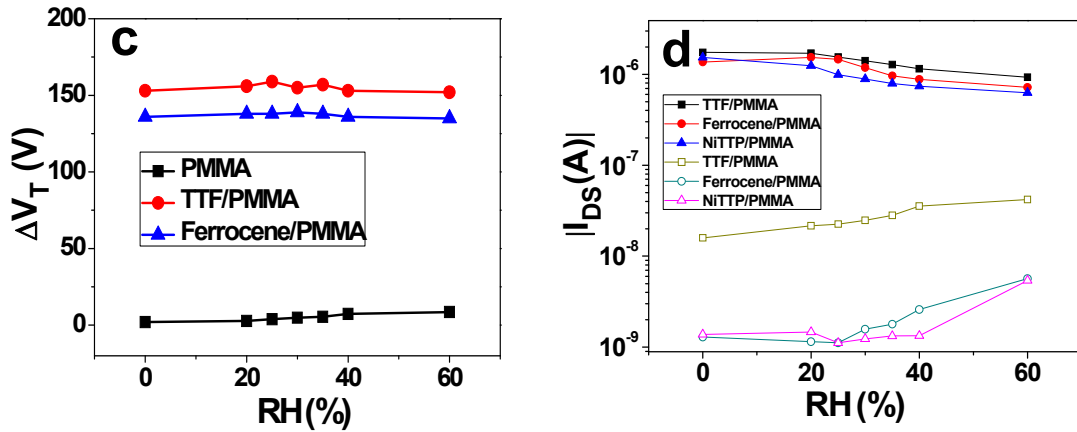 c
200
150
100
50
0
ΔV_T (V)
PMMA
TTF/PMMA
Ferrocene/PMMA
0 20 40 60
RH(%)
d
10^-6
10^-7
10^-8
10^-9
|I_DS(A)|
TTF/PMMA
Ferrocene/PMMA
NiTTP/PMMA
TTF/PMMA
Ferrocene/PMMA
NiTTP/PMMA
0 20 40 60
RH(%)